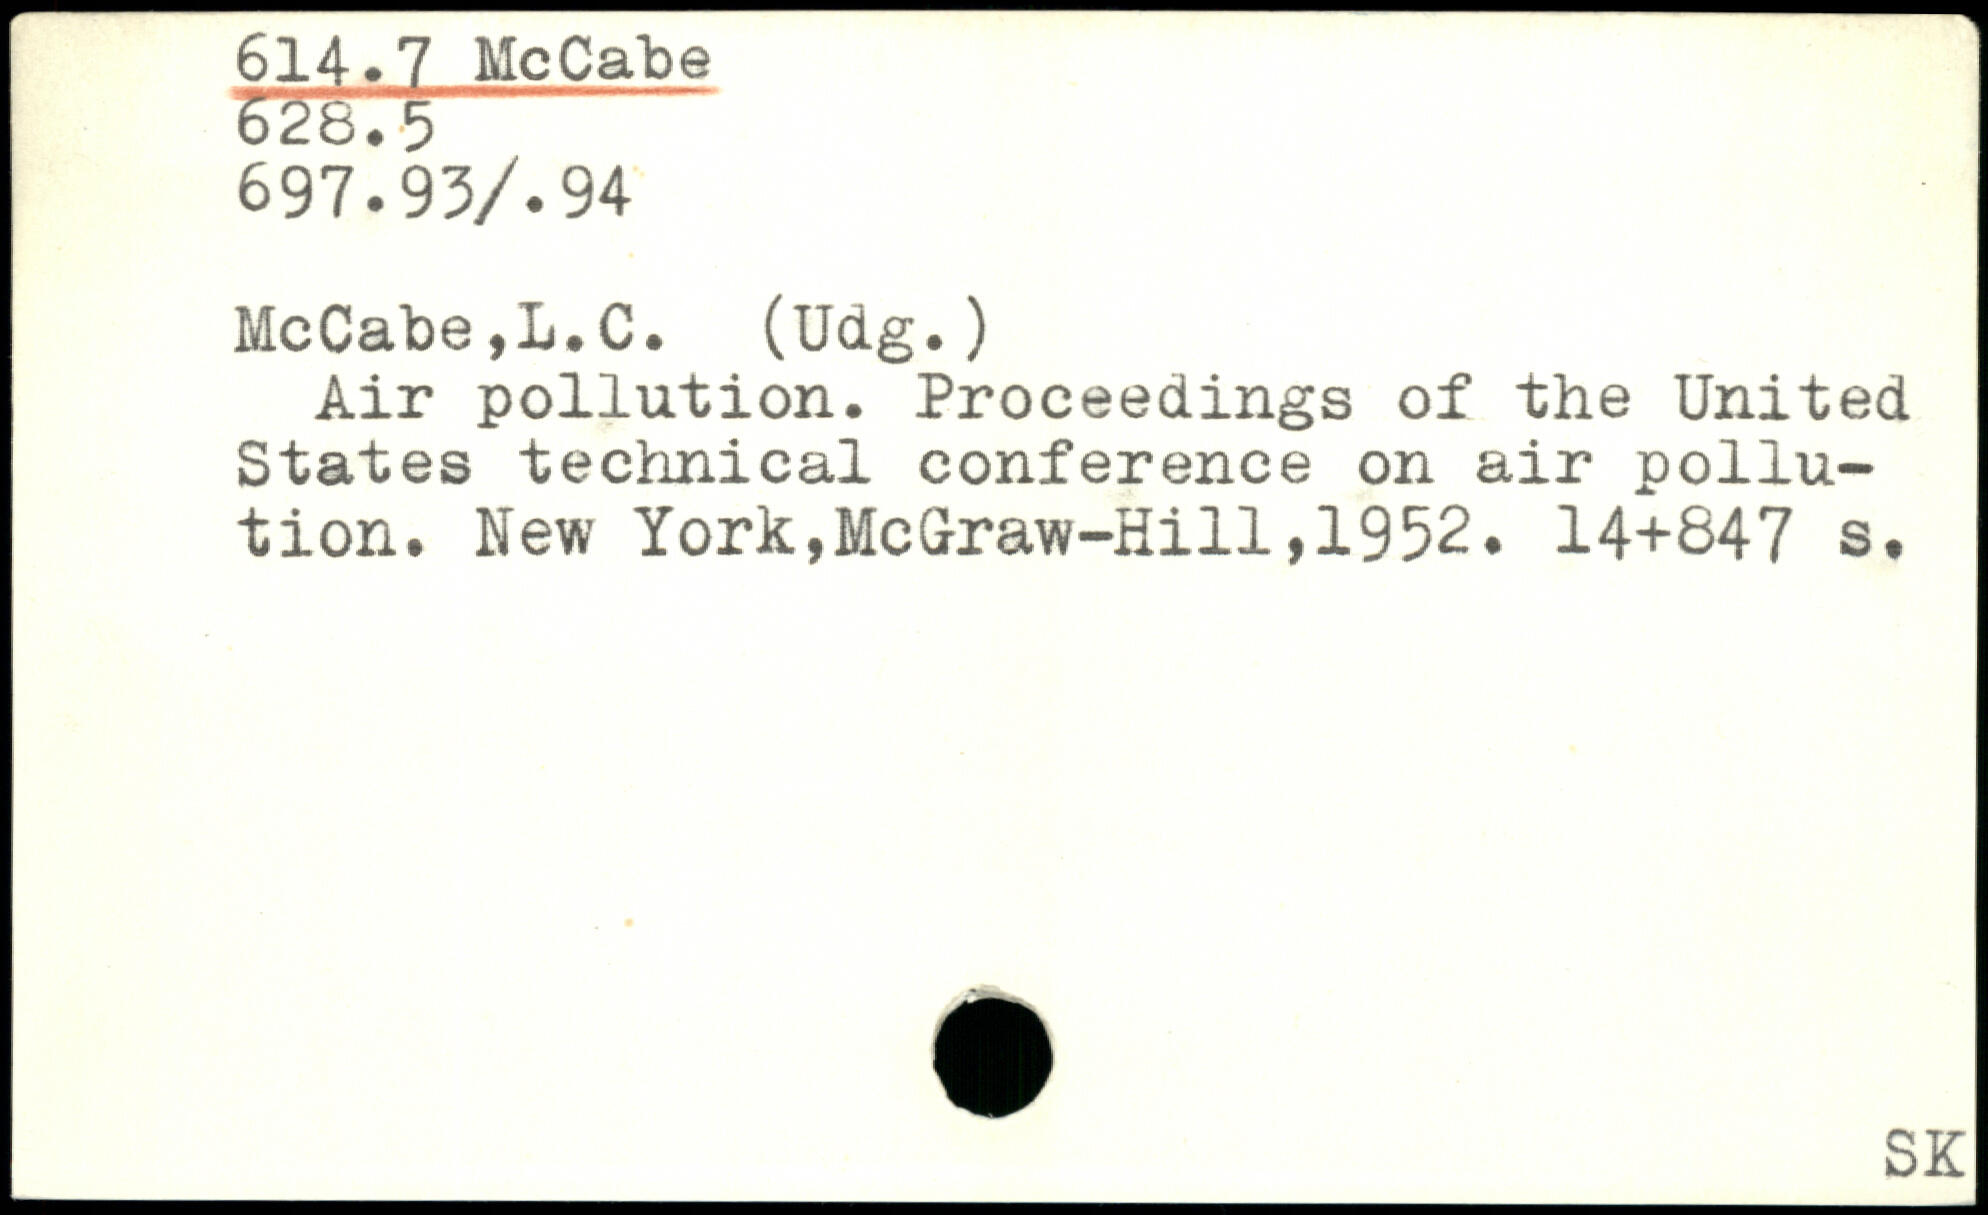 614.7 McCabe
628.5
697.93/.94
McCabe,L.C. (Udg.)
Air pollution. Proceedings of the United
States technical conference on air pollu-
tion. New York,McGraw-Hill,1952. 14+847 s.
SK